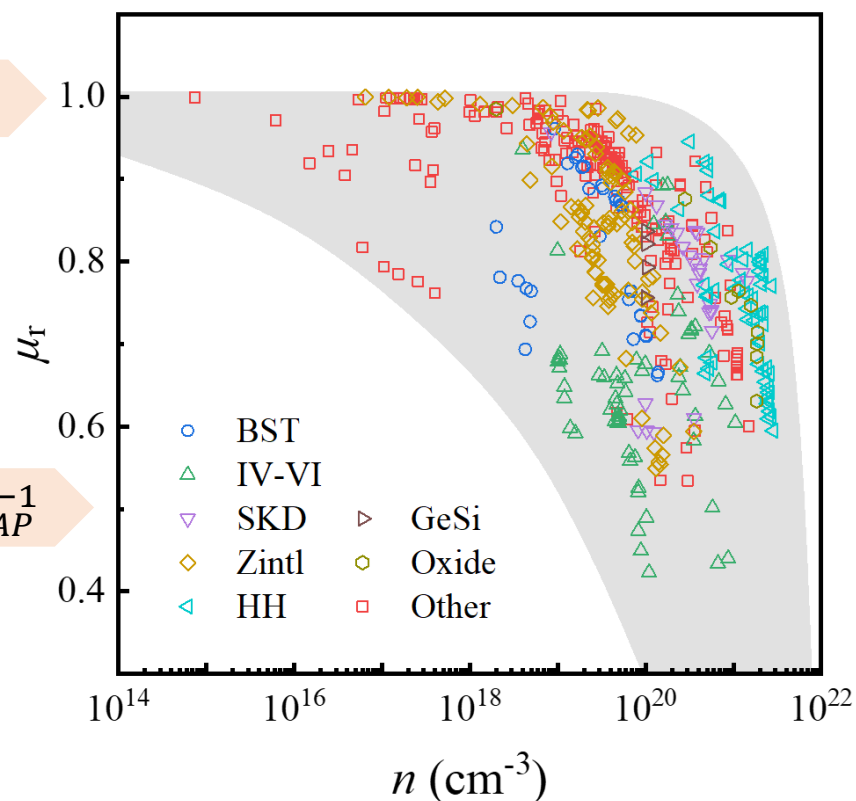 1.0
0.8
0.6
0.4
μr
−1
AP
BST
IV-VI
SKD
Zintl
HH
GeSi
Oxide
Other
10^14 10^16 10^18 10^20 10^22
n (cm^-3)